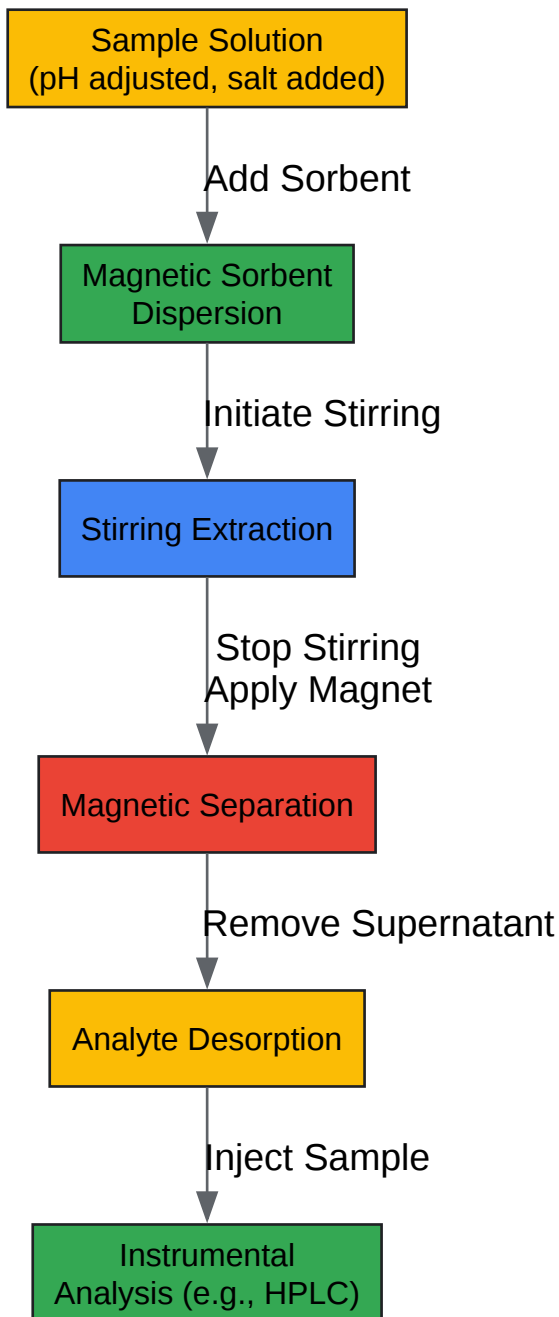 Sample Solution
(pH adjusted, salt added)
Add Sorbent
Magnetic Sorbent
Dispersion
Initiate Stirring
Stirring Extraction
Stop Stirring
Apply Magnet
Magnetic Separation
Remove Supernatant
Analyte Desorption
Inject Sample
Instrumental
Analysis (e.g., HPLC)